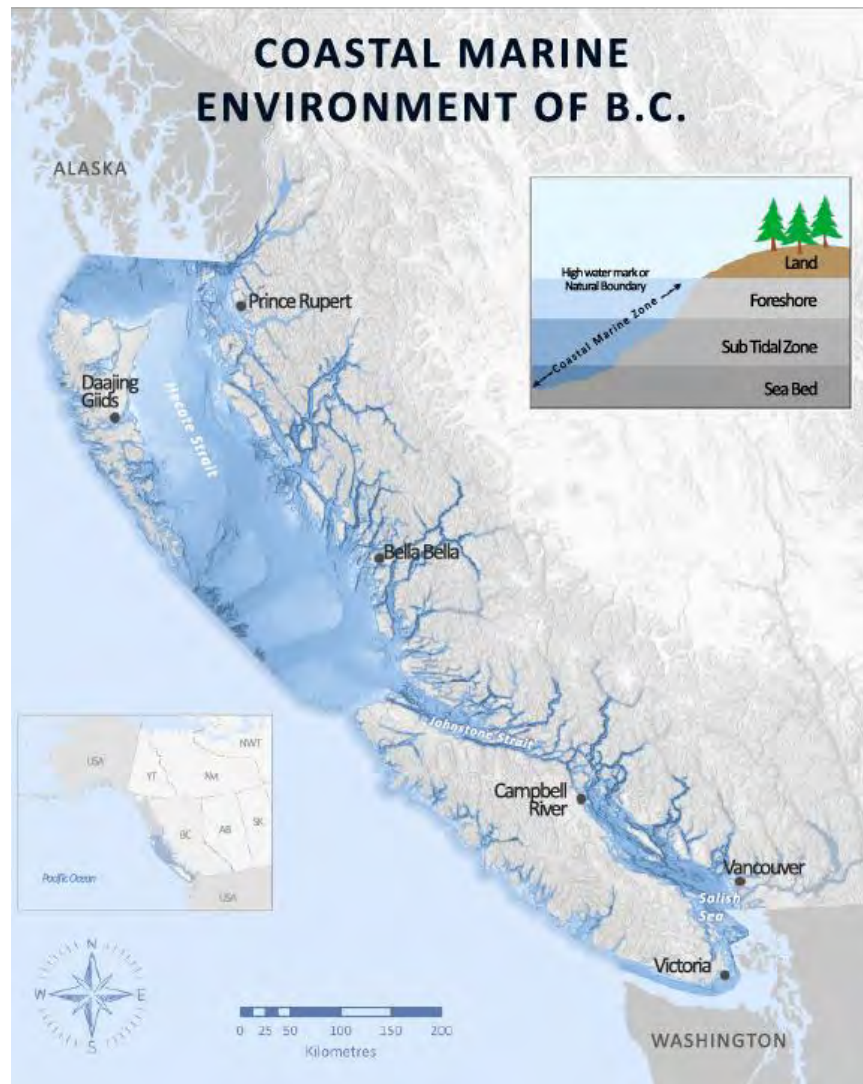 COASTAL MARINE
ENVIRONMENT OF B.C.
ALASKA
High water mark or
Natural Boundary
Land
Foreshore
Coastal Marine Zone
Sub Tidal Zone
Sea Bed
Prince Rupert
Daajing
Giids
Hecate Strait
Bella Bella
Johnstone Strait
Campbell
River
Vancouver
Salish
Sea
Victoria
WASHINGTON
USA
YT
NWT
BC
AB
SK
Pacific Ocean
USA
N
W
E
S
0 25 50 100 150 200
Kilometres